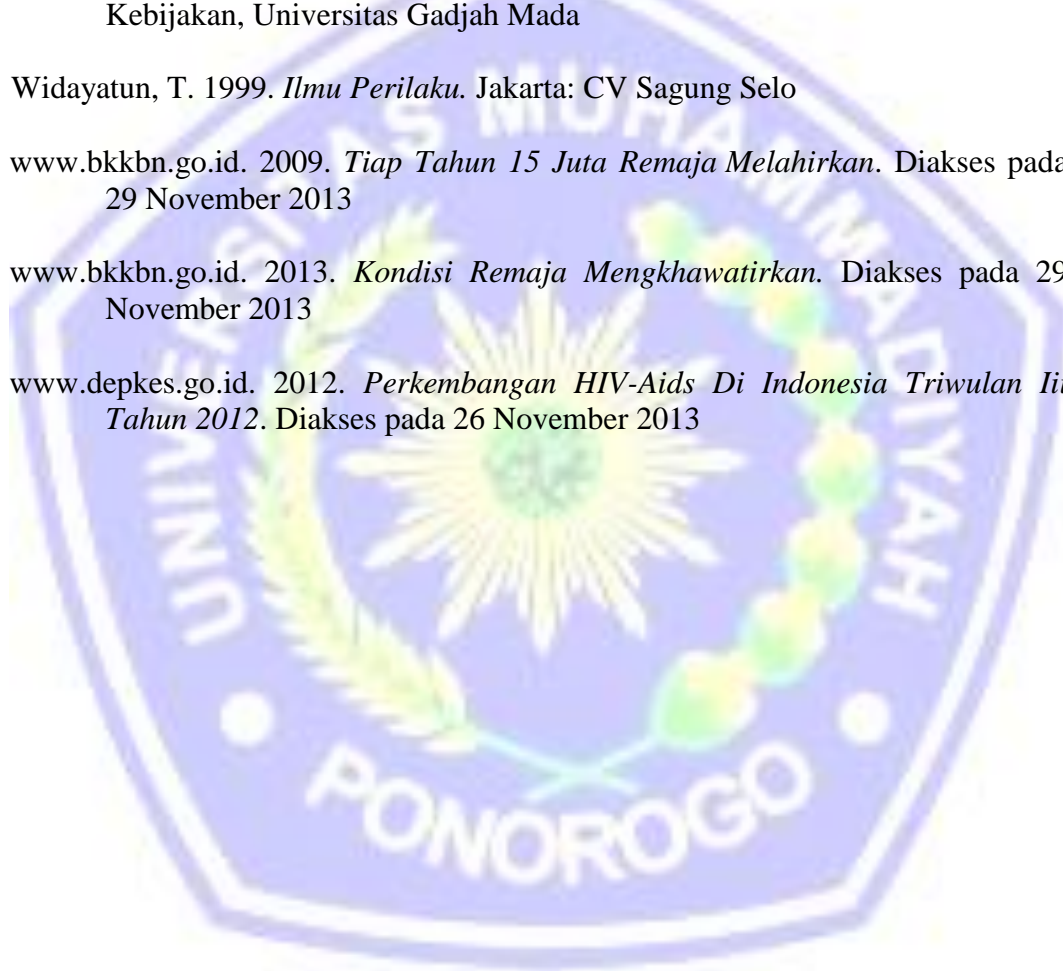 Kebijakan, Universitas Gadjah Mada
Widayatun, T. 1999. Ilmu Perilaku. Jakarta: CV Sagung Selo
www.bkkbn.go.id. 2009. Tiap Tahun 15 Juta Remaja Melahirkan. Diakses pada
29 November 2013
www.bkkbn.go.id. 2013. Kondisi Remaja Mengkhawatirkan. Diakses pada 29
November 2013
www.depkes.go.id. 2012. Perkembangan HIV-Aids Di Indonesia Triwulan Iii
Tahun 2012. Diakses pada 26 November 2013
UNIVERSITAS MUHAMMADIYAH
PONOROGO